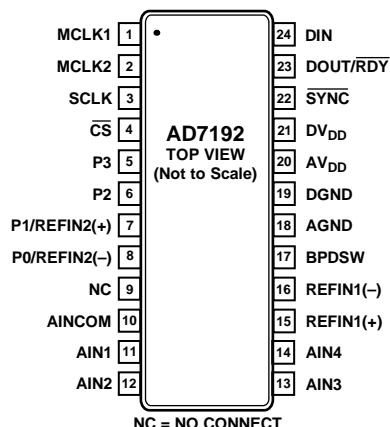 MCLK1 1
MCLK2 2
SCLK 3
C̅S̅ 4
P3 5
P2 6
P1/REFIN2(+) 7
P0/REFIN2(–) 8
NC 9
AINCOM 10
AIN1 11
AIN2 12
AD7192
TOP VIEW
(Not to Scale)
24 DIN
23 DOUT/R̅D̅Y̅
22 S̅Y̅N̅C̅
21 DVDD
20 AVDD
19 DGND
18 AGND
17 BPDSW
16 REFIN1(–)
15 REFIN1(+)
14 AIN4
13 AIN3
NC = NO CONNECT